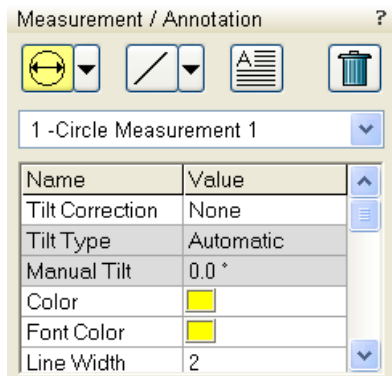 Measurement / Annotation ?
A
1 -Circle Measurement 1
Name Value
Tilt Correction None
Tilt Type Automatic
Manual Tilt 0.0 °
Color
Font Color
Line Width 2